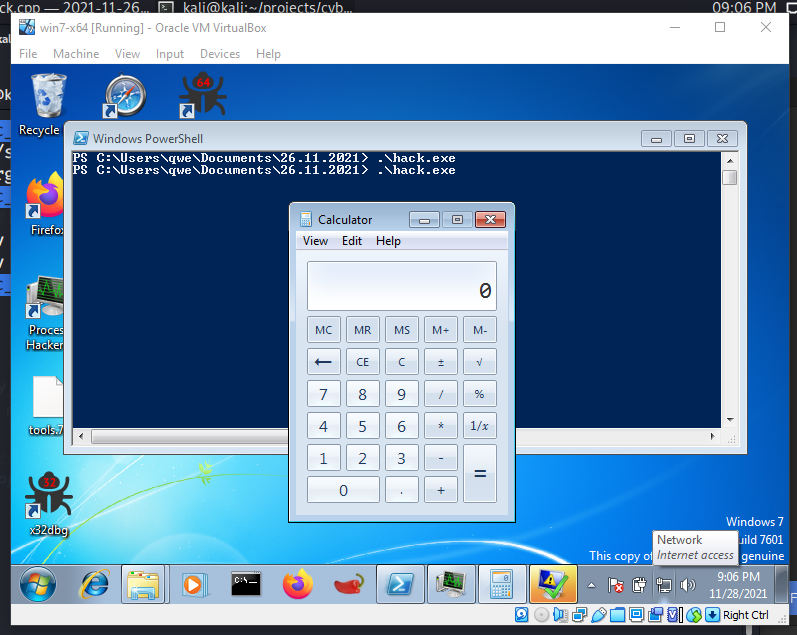 ck.cpp — 2021-11-26... kali@kali:~/projects/cyb... 09:06 PM
win7-x64 [Running] - Oracle VM VirtualBox
File Machine View Input Devices Help
64
Recycle
Windows PowerShell
PS C:\Users\qwe\Documents\26.11.2021> .\hack.exe
PS C:\Users\qwe\Documents\26.11.2021> .\hack.exe
Firefox
Calculator
View Edit Help
0
MC MR MS M+ M-
← CE C ± √
7 8 9 / %
4 5 6 * 1/x
1 2 3 - =
0 . +
Proces
Hacker
tools.7
32
x32dbg
Windows 7
uild 7601
This copy of genuine
Network
Internet access
C:\_
9:06 PM
11/28/2021
Right Ctrl